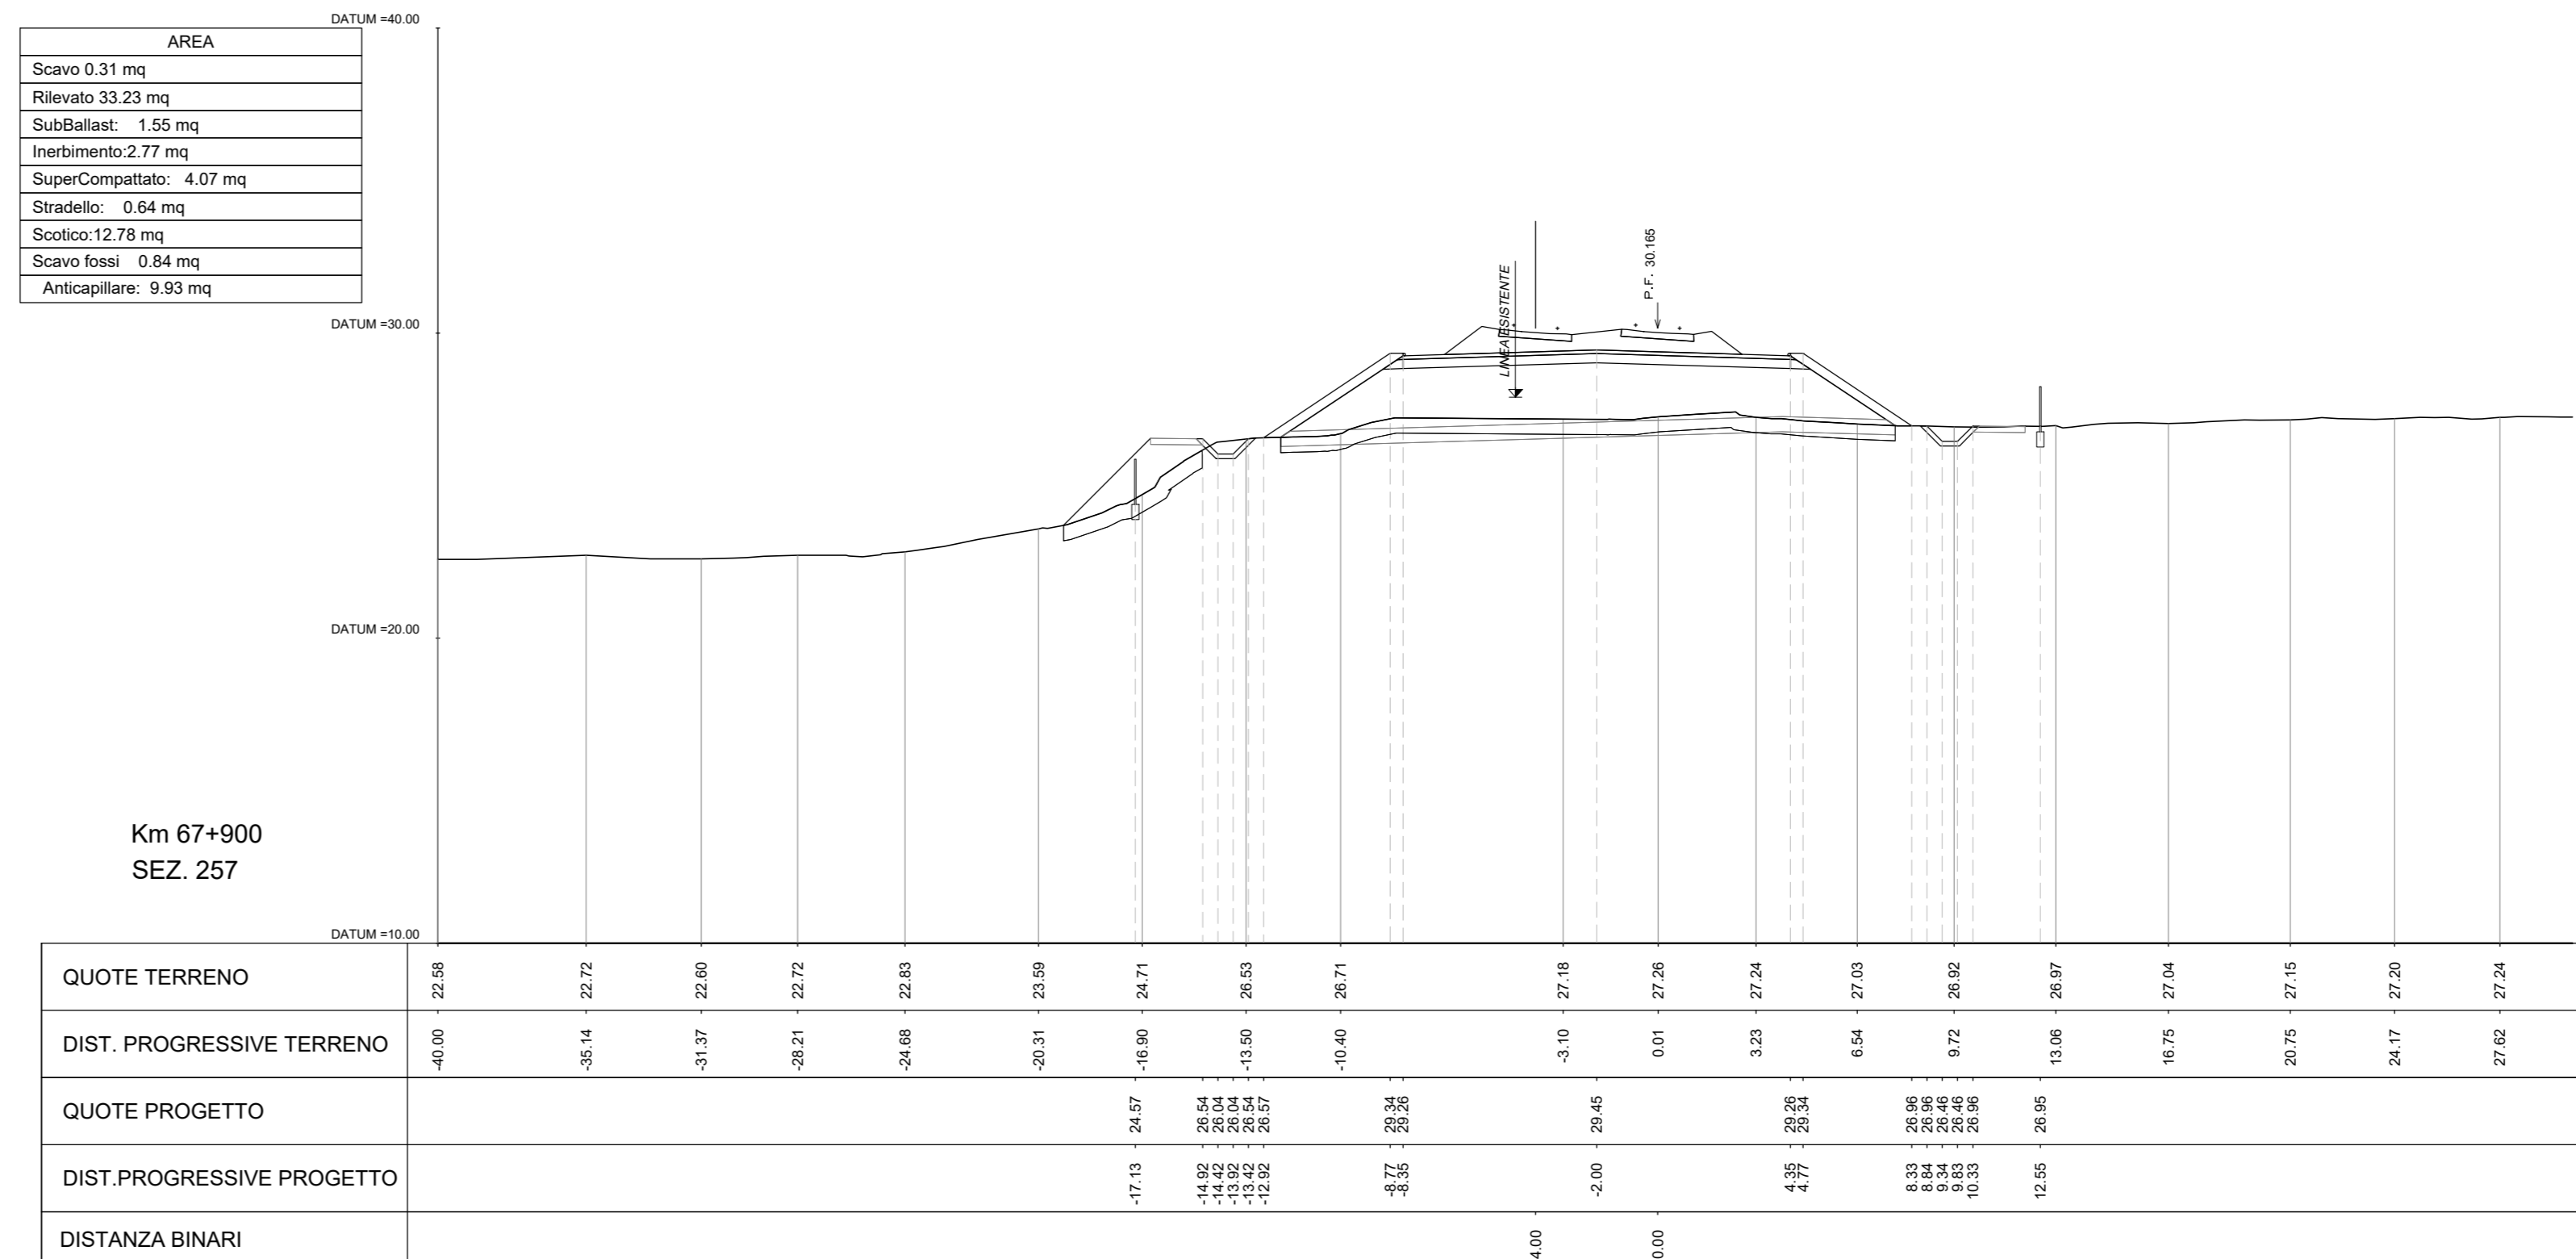 DATUM =40.00
AREA
Scavo 0.31 mq
Rilevato 33.23 mq
SubBallast: 1.55 mq
Inerbimento:2.77 mq
SuperCompattato: 4.07 mq
Stradello: 0.64 mq
Scotico:12.78 mq
Scavo fossi 0.84 mq
Anticapillare: 9.93 mq
LINEA ESISTENTE
P.F. 30.165
DATUM =30.00
DATUM =20.00
Km 67+900
SEZ. 257
DATUM =10.00
QUOTE TERRENO 22.58 22.72 22.60 22.72 22.83 23.59 24.71 26.53 26.71 27.18 27.26 27.24 27.03 26.92 26.97 27.04 27.15 27.20 27.24
DIST. PROGRESSIVE TERRENO -40.00 -35.14 -31.37 -28.21 -24.68 -20.31 -16.90 -13.50 -10.40 -3.10 0.01 3.23 6.54 9.72 13.06 16.75 20.75 24.17 27.62
QUOTE PROGETTO 24.57 26.54 26.04 26.04 26.54 26.57 29.34 29.26 29.45 29.26 29.34 26.96 26.96 26.46 26.46 26.96 26.95
DIST.PROGRESSIVE PROGETTO -17.13 -14.92 -14.42 -13.92 -13.42 -12.92 -8.77 -8.35 -2.00 4.35 4.77 8.33 8.84 9.34 9.83 10.33 12.55
DISTANZA BINARI 4.00 0.00